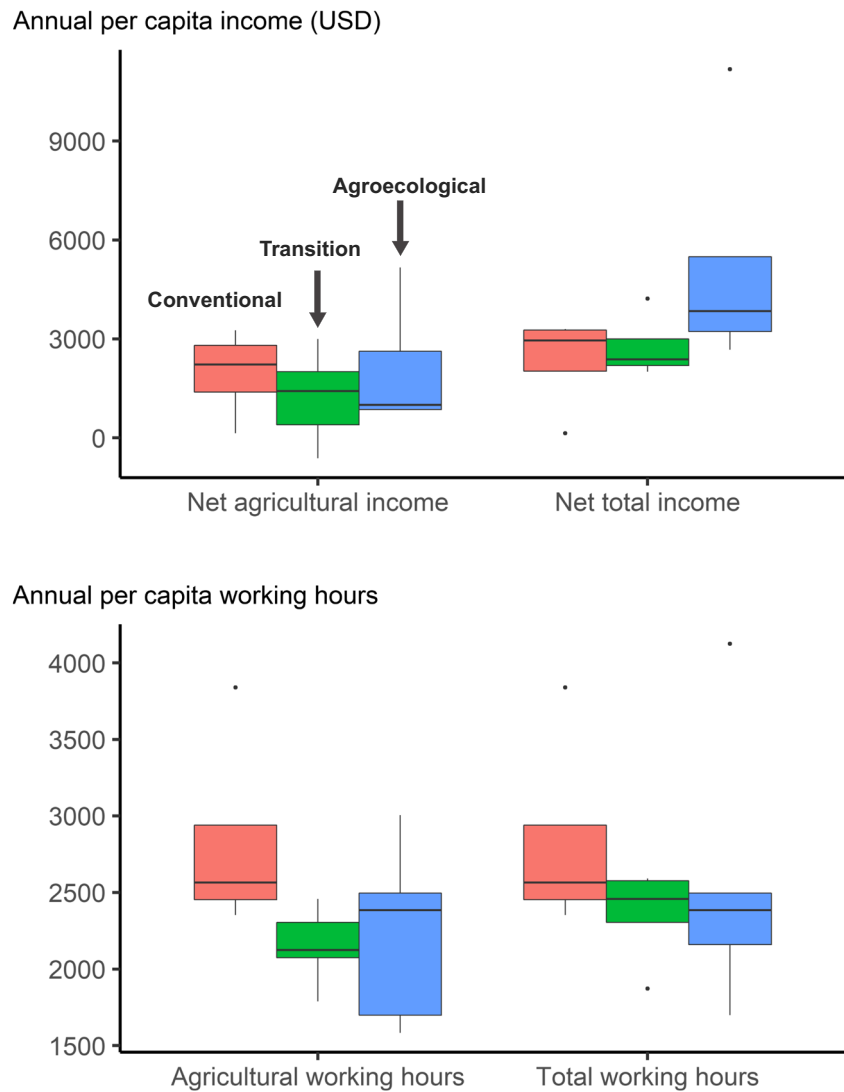 Annual per capita income (USD)
9000
6000
3000
0
Agroecological
Transition
Conventional
Net agricultural income
Net total income
Annual per capita working hours
4000
3500
3000
2500
2000
1500
Agricultural working hours
Total working hours